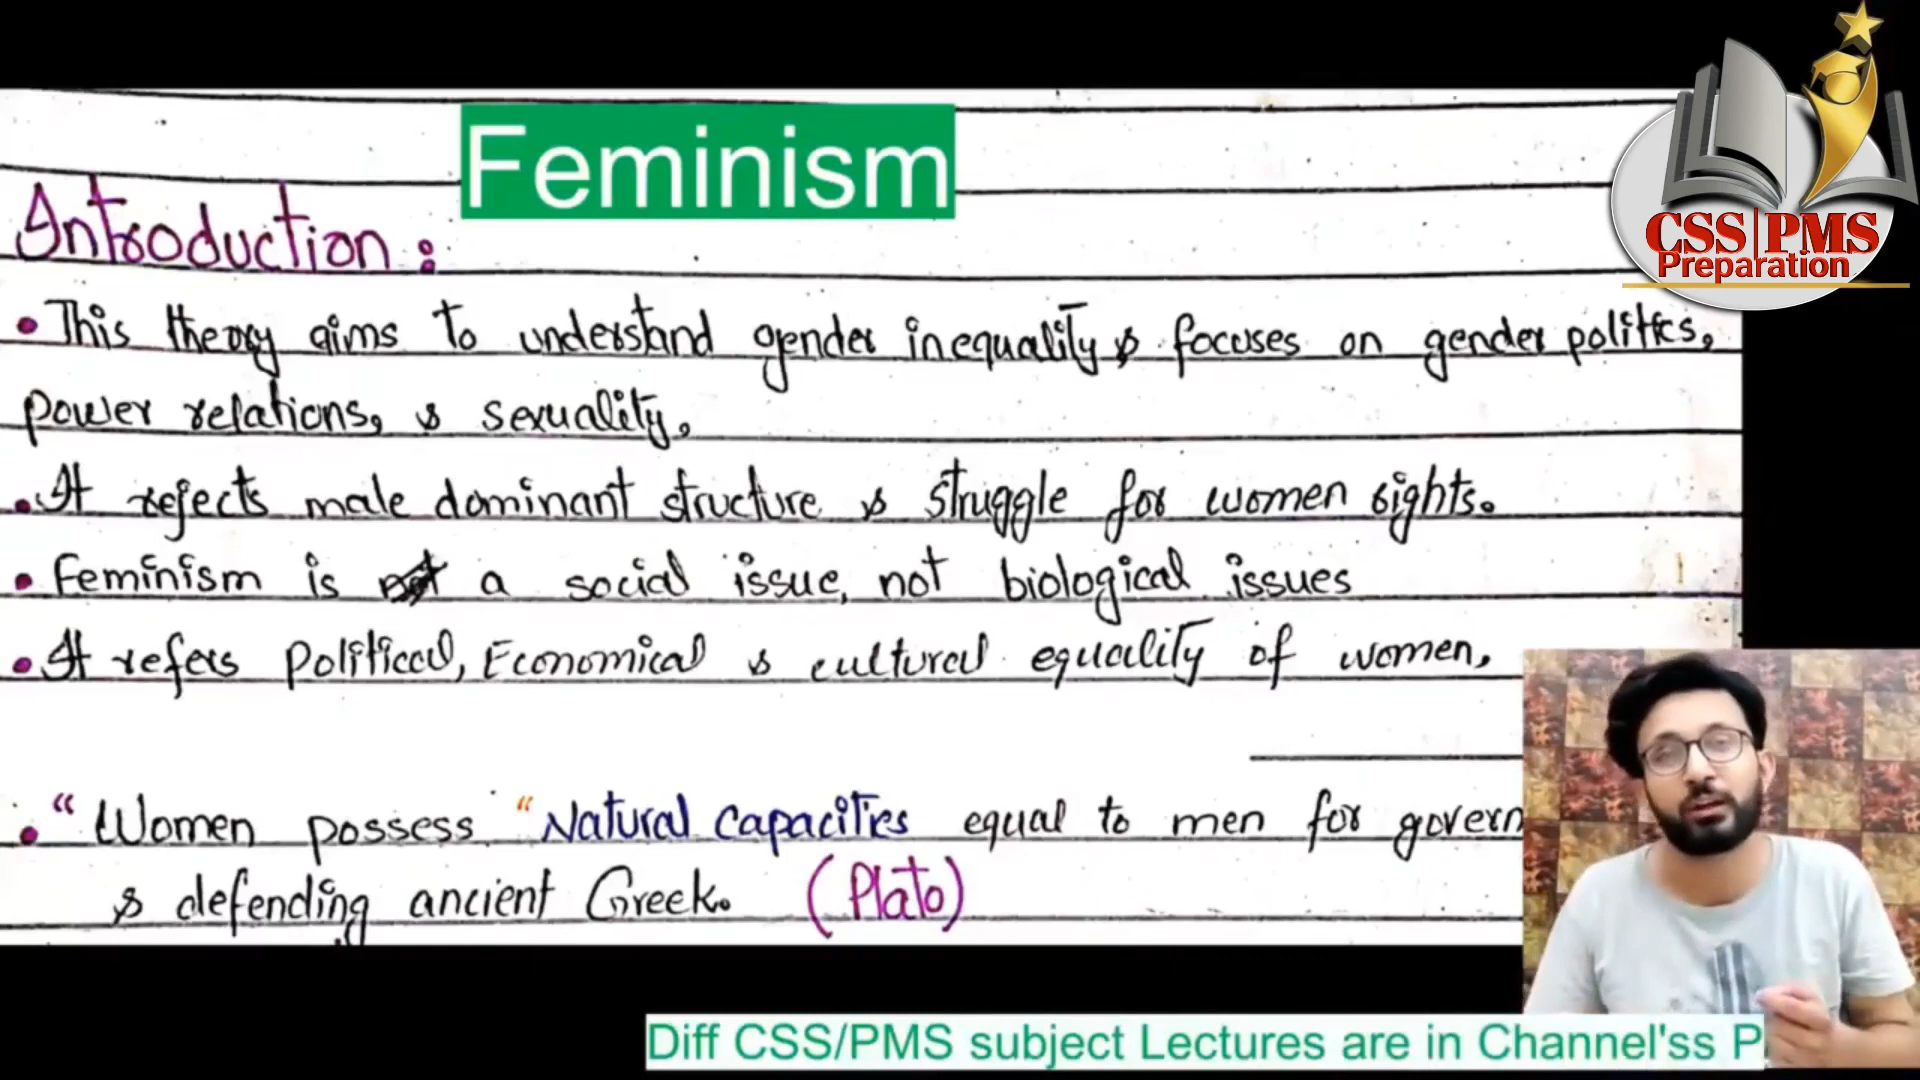 Feminism
CSS|PMS
Preparation
Introduction:
• This theory aims to understand gender inequality & focuses on gender politics,
power relations, & sexuality.
• It rejects male dominant structure & struggle for women rights.
• Feminism is a social issue, not biological issues
• It refers Political, Economical & cultural equality of women.
• "Women possess "Natural Capacities equal to men for govern
& defending ancient Greek. (Plato)
Diff CSS/PMS subject Lectures are in Channel'ss P